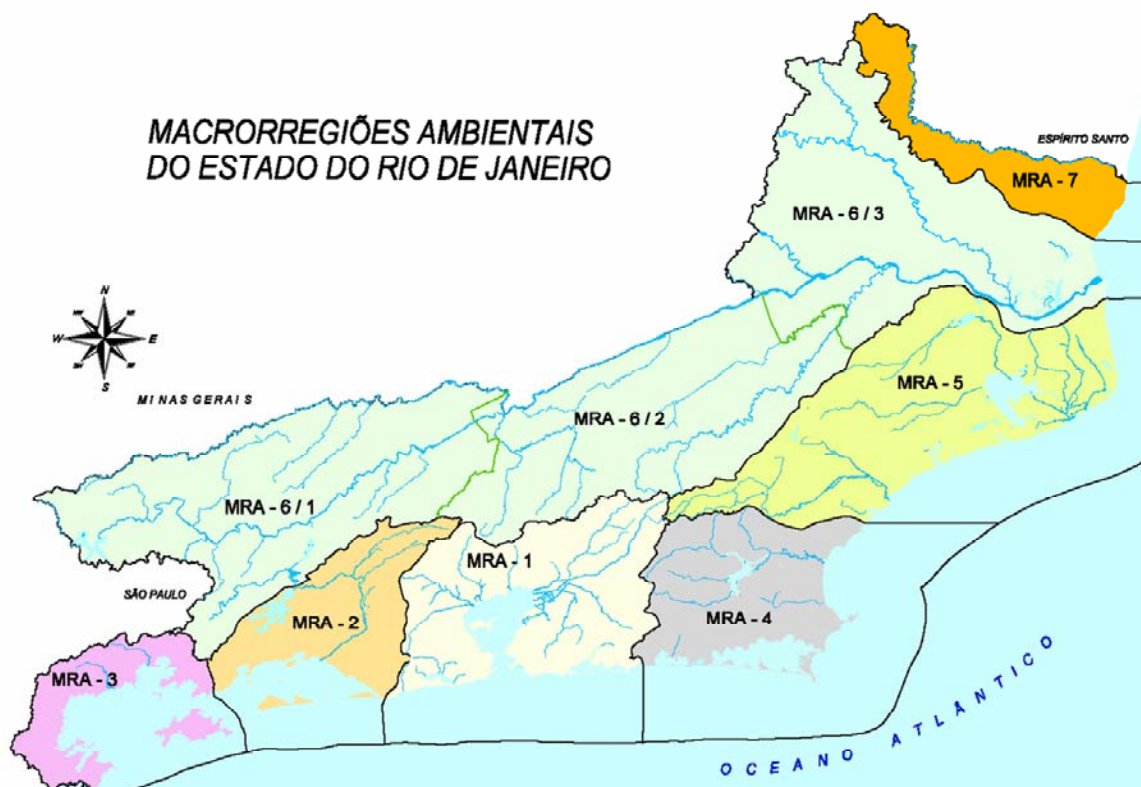 MACRORREGIÕES AMBIENTAIS
DO ESTADO DO RIO DE JANEIRO
ESPÍRITO SANTO
MRA - 7
MRA - 6 / 3
N
W
E
S
MINAS GERAIS
MRA - 5
MRA - 6 / 2
MRA - 6 / 1
MRA - 1
SÃO PAULO
MRA - 2
MRA - 4
MRA - 3
OCEANO ATLÂNTICO